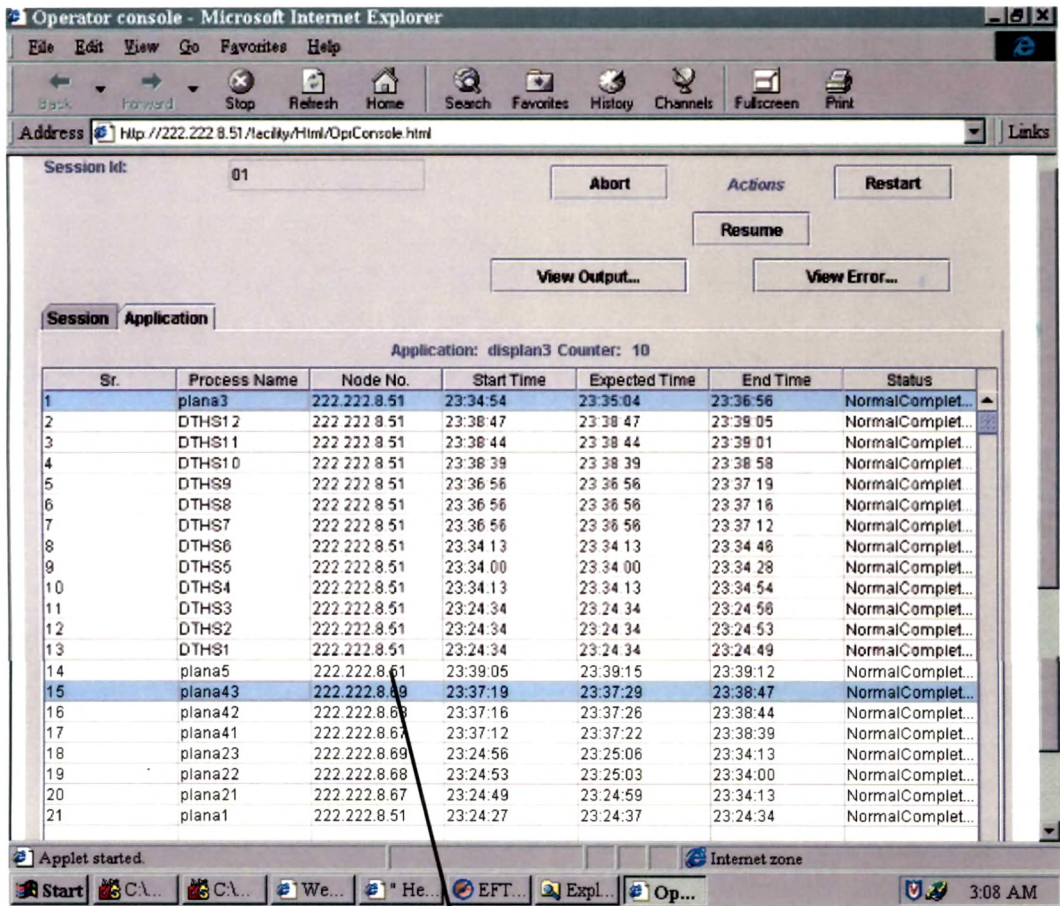 Operator console - Microsoft Internet Explorer
File Edit View Go Favorites Help
Back Forward Stop Refresh Home Search Favorites History Channels Fullscreen Print
Address http://222.222.8.51/facility/Html/OprConsole.html Links
Session Id: 01 Abort Actions Restart
Resume
View Output... View Error...
Session Application
Application: displan3 Counter: 10
Sr. Process Name Node No. Start Time Expected Time End Time Status
1 plana3 222.222.8.51 23:34:54 23:35:04 23:36:56 NormalComplet...
2 DTHS12 222.222.8.51 23:38:47 23:38:47 23:39:05 NormalComplet...
3 DTHS11 222.222.8.51 23:38:44 23:38:44 23:39:01 NormalComplet...
4 DTHS10 222.222.8.51 23:38:39 23:38:39 23:38:58 NormalComplet...
5 DTHS9 222.222.8.51 23:36:56 23:36:56 23:37:19 NormalComplet...
6 DTHS8 222.222.8.51 23:36:56 23:36:56 23:37:16 NormalComplet...
7 DTHS7 222.222.8.51 23:36:56 23:36:56 23:37:12 NormalComplet...
8 DTHS6 222.222.8.51 23:34:13 23:34:13 23:34:46 NormalComplet...
9 DTHS5 222.222.8.51 23:34:00 23:34:00 23:34:28 NormalComplet...
10 DTHS4 222.222.8.51 23:34:13 23:34:13 23:34:54 NormalComplet...
11 DTHS3 222.222.8.51 23:24:34 23:24:34 23:24:56 NormalComplet...
12 DTHS2 222.222.8.51 23:24:34 23:24:34 23:24:53 NormalComplet...
13 DTHS1 222.222.8.51 23:24:34 23:24:34 23:24:49 NormalComplet...
14 plana5 222.222.8.51 23:39:05 23:39:15 23:39:12 NormalComplet...
15 plana43 222.222.8.69 23:37:19 23:37:29 23:38:47 NormalComplet...
16 plana42 222.222.8.68 23:37:16 23:37:26 23:38:44 NormalComplet...
17 plana41 222.222.8.67 23:37:12 23:37:22 23:38:39 NormalComplet...
18 plana23 222.222.8.69 23:24:56 23:25:06 23:34:13 NormalComplet...
19 plana22 222.222.8.68 23:24:53 23:25:03 23:34:00 NormalComplet...
20 plana21 222.222.8.67 23:24:49 23:24:59 23:34:13 NormalComplet...
21 plana1 222.222.8.51 23:24:27 23:24:37 23:24:34 NormalComplet...
Applet started. Internet zone
Start C:\... C:\... We... " He... EFT... Expl... Op... 3:08 AM